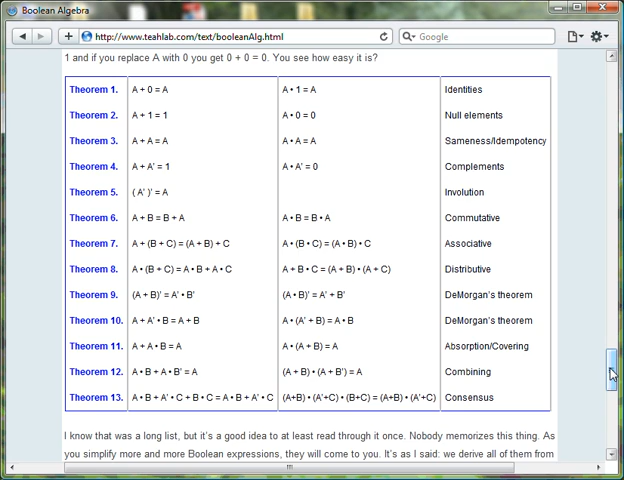 Boolean Algebra
http://www.teahlab.com/text/booleanAlg.html
Google
1 and if you replace A with 0 you get 0 + 0 = 0. You see how easy it is?
Theorem 1. A + 0 = A A • 1 = A Identities
Theorem 2. A + 1 = 1 A • 0 = 0 Null elements
Theorem 3. A + A = A A • A = A Sameness/Idempotency
Theorem 4. A + A' = 1 A • A' = 0 Complements
Theorem 5. ( A' )' = A Involution
Theorem 6. A + B = B + A A • B = B • A Commutative
Theorem 7. A + (B + C) = (A + B) + C A • (B • C) = (A • B) • C Associative
Theorem 8. A • (B + C) = A • B + A • C A + B • C = (A + B) • (A + C) Distributive
Theorem 9. (A + B)' = A' • B' (A • B)' = A' + B' DeMorgan's theorem
Theorem 10. A + A' • B = A + B A • (A' + B) = A • B DeMorgan's theorem
Theorem 11. A + A • B = A A • (A + B) = A Absorption/Covering
Theorem 12. A • B + A • B' = A (A + B) • (A + B') = A Combining
Theorem 13. A • B + A' • C + B • C = A • B + A' • C (A+B) • (A'+C) • (B+C) = (A+B) • (A'+C) Consensus
I know that was a long list, but it's a good idea to at least read through it once. Nobody memorizes this thing. As
you simplify more and more Boolean expressions, they will come to you. It's as I said: we derive all of them from